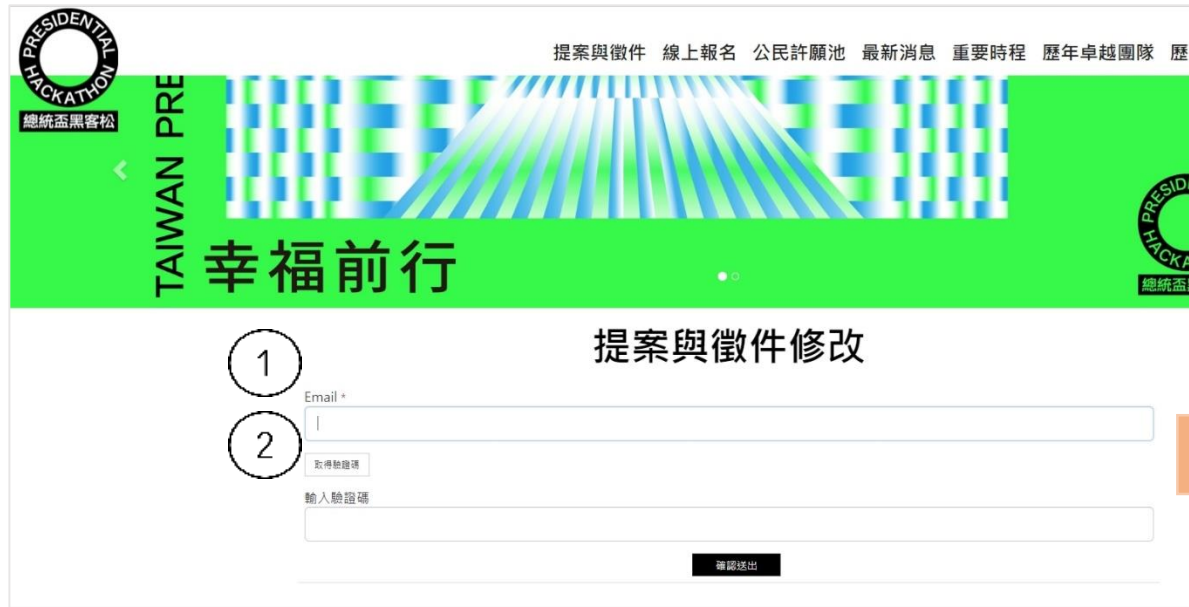 PRESIDENTIAL HACKATHON
總統盃黑客松
提案與徵件 線上報名 公民許願池 最新消息 重要時程 歷年卓越團隊 歷
TAIWAN PRE
幸福前行
總統盃
提案與徵件修改
1
Email *
2
取得驗證碼
輸入驗證碼
確認送出